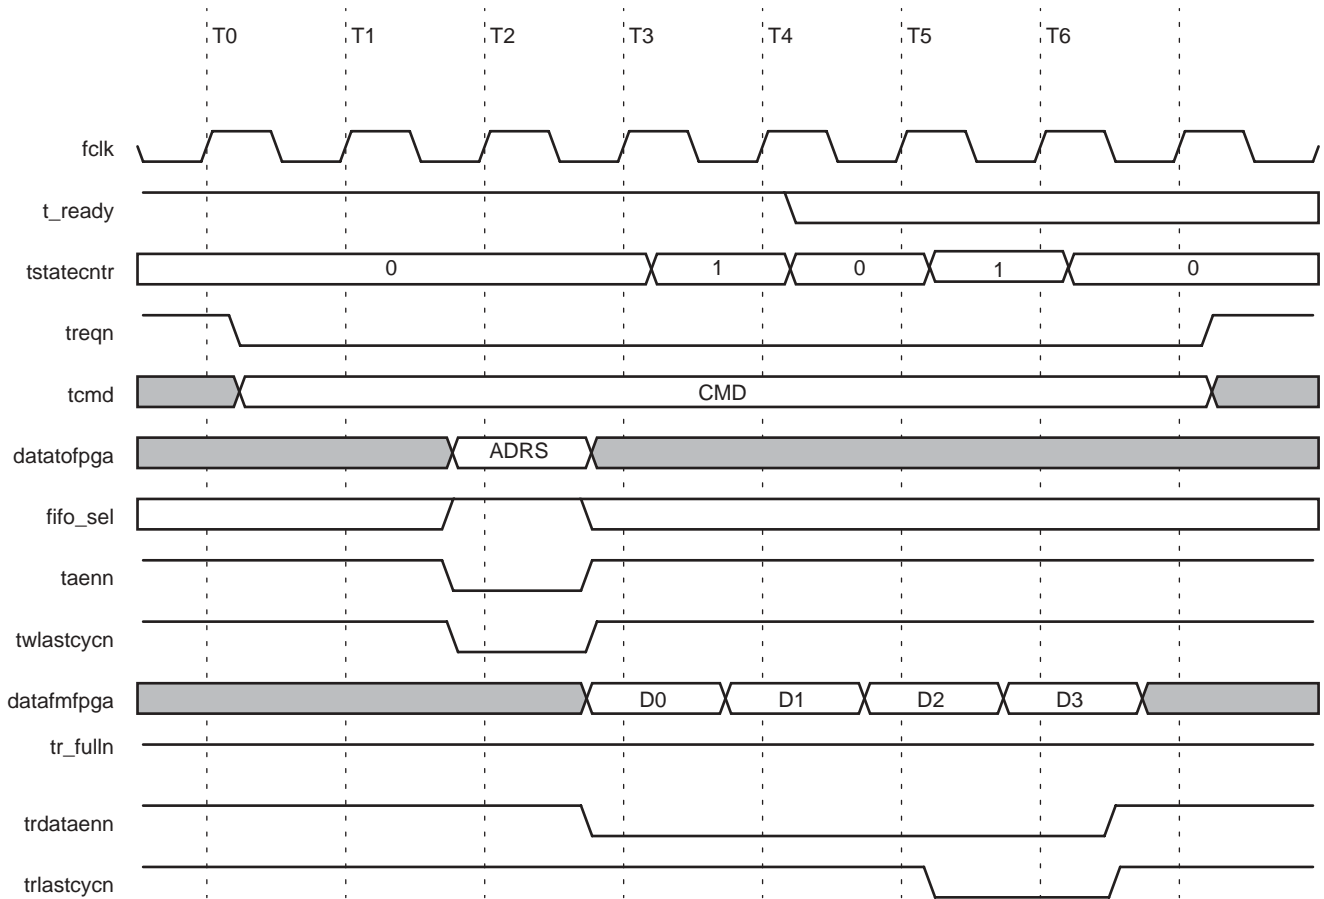 T0 T1 T2 T3 T4 T5 T6
fclk
t_ready
tstatecntr 0 1 0 1 0
treqn
tcmd CMD
datatofpga ADRS
fifo_sel
taenn
twlastcycn
datafmfpga D0 D1 D2 D3
tr_fulln
trdataenn
trlastcycn